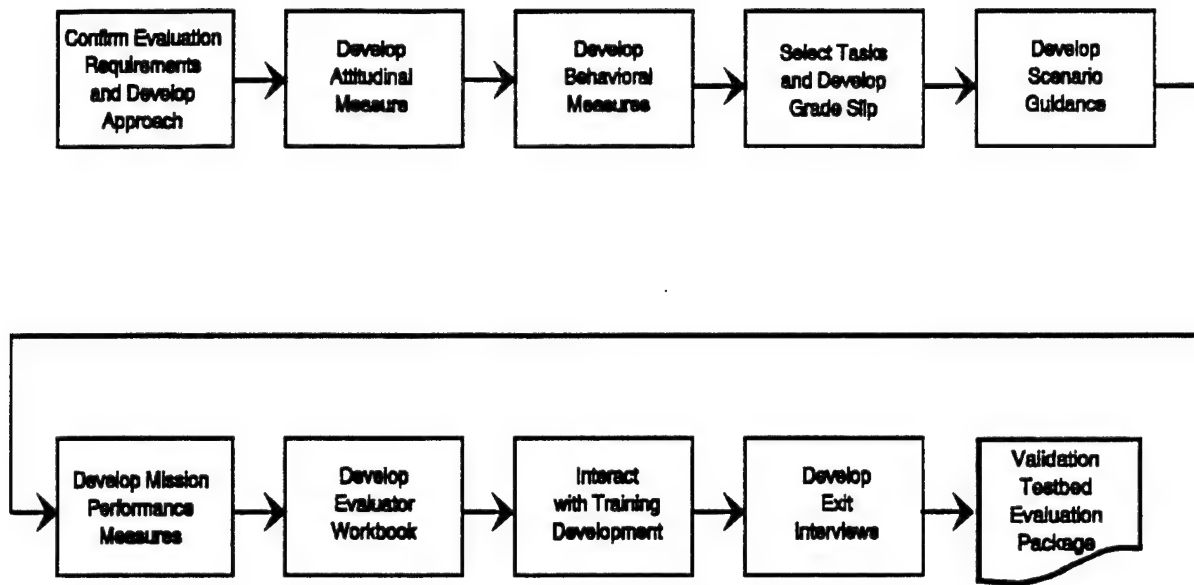 Confirm Evaluation
Requirements
and Develop
Approach
Develop
Attitudinal
Measure
Develop
Behavioral
Measures
Select Tasks
and Develop
Grade Slip
Develop
Scenario
Guidance
Develop Mission
Performance
Measures
Develop
Evaluator
Workbook
Interact
with Training
Development
Develop
Exit
Interviews
Validation
Testbed
Evaluation
Package